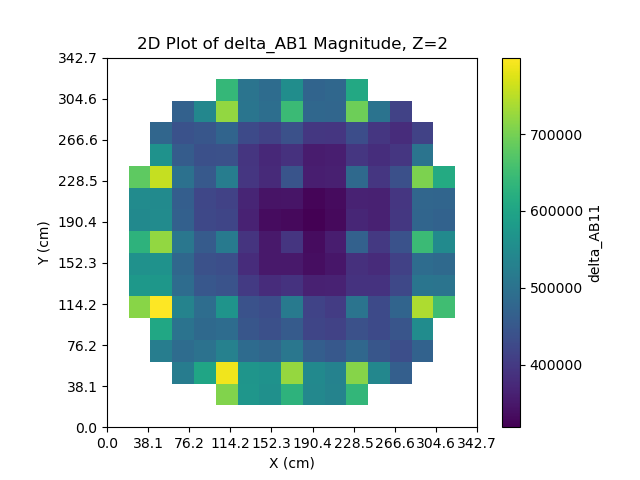 2D Plot of delta_AB1 Magnitude, Z=2
342.7
304.6
266.6
228.5
190.4
152.3
114.2
76.2
38.1
0.0
Y (cm)
0.0 38.1 76.2 114.2 152.3 190.4 228.5 266.6 304.6 342.7
X (cm)
700000
600000
500000
400000
delta_AB11